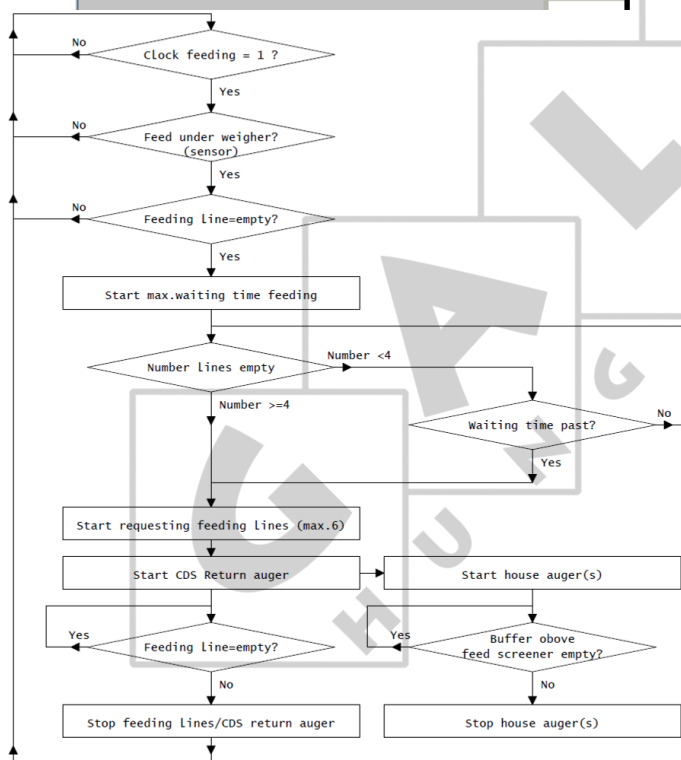 Clock feeding = 1 ?
No
Yes
Feed under weigher?
(sensor)
No
Yes
Feeding line=empty?
No
Yes
Start max.waiting time feeding
Number lines empty
Number <4
Number >=4
Waiting time past?
No
Yes
Start requesting feeding lines (max.6)
Start CDS Return auger
Start house auger(s)
Feeding line=empty?
Yes
No
Buffer obove
feed screener empty?
Yes
No
Stop feeding lines/CDS return auger
Stop house auger(s)
L
A
G
H
U
N
G